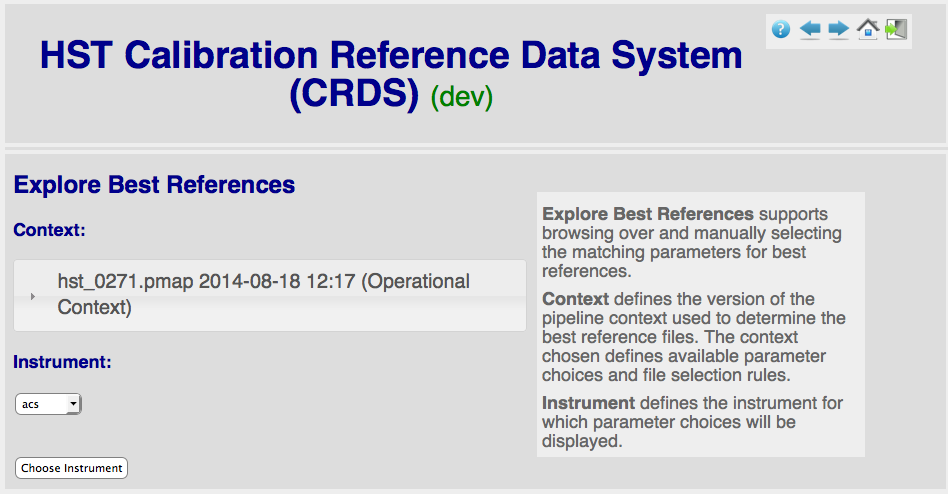 HST Calibration Reference Data System
(CRDS) (dev)
Explore Best References
Context:
hst_0271.pmap 2014-08-18 12:17 (Operational
Context)
Instrument:
acs
Choose Instrument
Explore Best References supports
browsing over and manually selecting
the matching parameters for best
references.
Context defines the version of the
pipeline context used to determine the
best reference files. The context
chosen defines available parameter
choices and file selection rules.
Instrument defines the instrument for
which parameter choices will be
displayed.